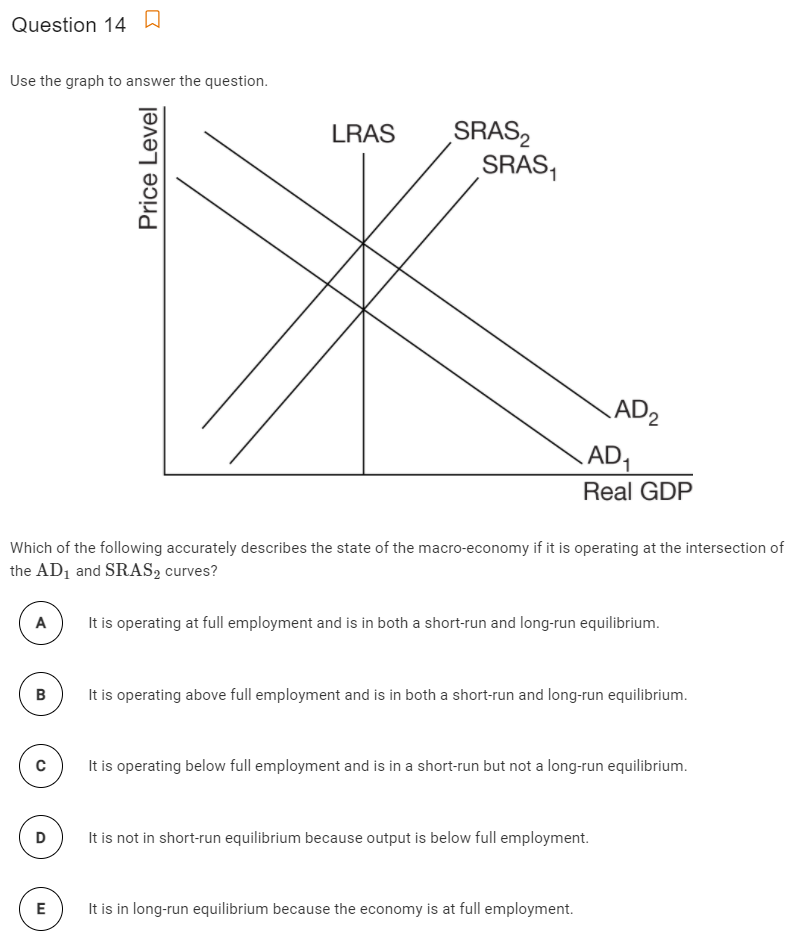 Question 14
Use the graph to answer the question.
Price Level
LRAS
SRAS₂
SRAS₁
AD₂
AD₁
Real GDP
Which of the following accurately describes the state of the macro-economy if it is operating at the intersection of
the AD₁ and SRAS₂ curves?
A It is operating at full employment and is in both a short-run and long-run equilibrium.
B It is operating above full employment and is in both a short-run and long-run equilibrium.
C It is operating below full employment and is in a short-run but not a long-run equilibrium.
D It is not in short-run equilibrium because output is below full employment.
E It is in long-run equilibrium because the economy is at full employment.